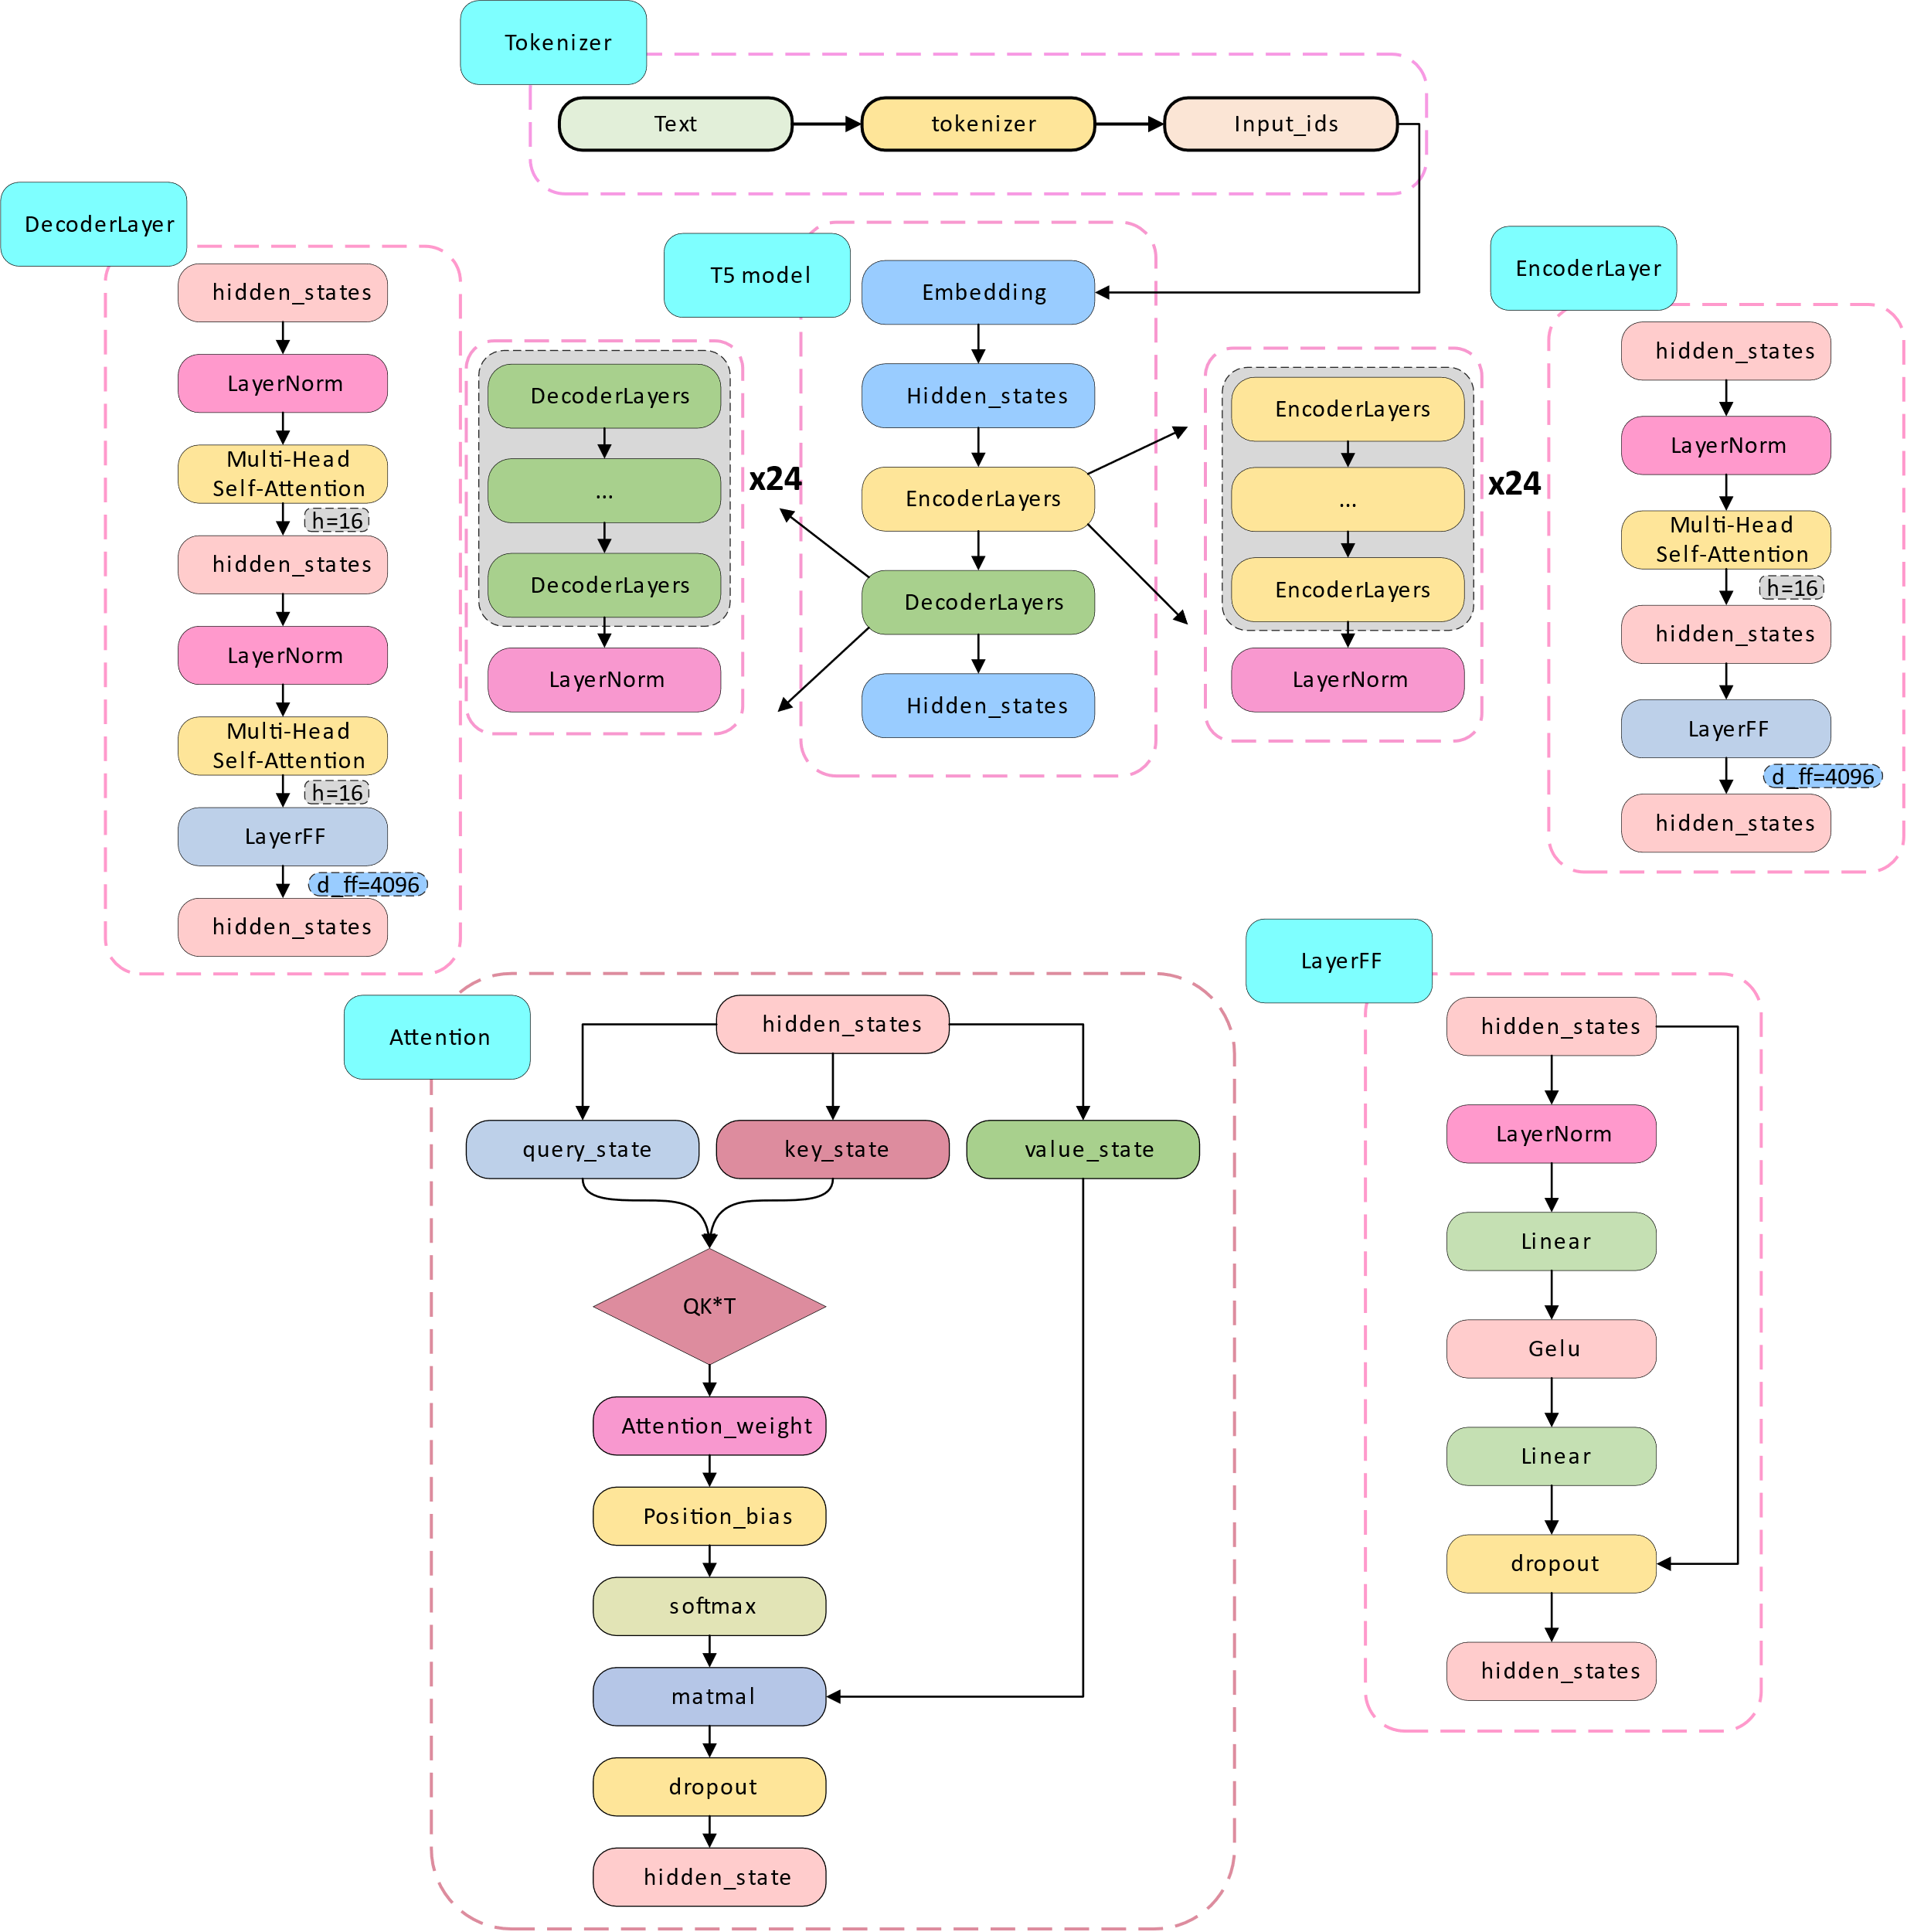 Tokenizer
Text
tokenizer
Input_ids
DecoderLayer
hidden_states
LayerNorm
Multi-Head
Self-Attention
h=16
hidden_states
LayerNorm
Multi-Head
Self-Attention
h=16
LayerFF
d_ff=4096
hidden_states
DecoderLayers
...
DecoderLayers
LayerNorm
x24
T5 model
Embedding
Hidden_states
EncoderLayers
DecoderLayers
Hidden_states
EncoderLayers
...
EncoderLayers
LayerNorm
x24
EncoderLayer
hidden_states
LayerNorm
Multi-Head
Self-Attention
h=16
hidden_states
LayerFF
d_ff=4096
hidden_states
Attention
hidden_states
query_state
key_state
value_state
QK*T
Attention_weight
Position_bias
softmax
matmal
dropout
hidden_state
LayerFF
hidden_states
LayerNorm
Linear
Gelu
Linear
dropout
hidden_states